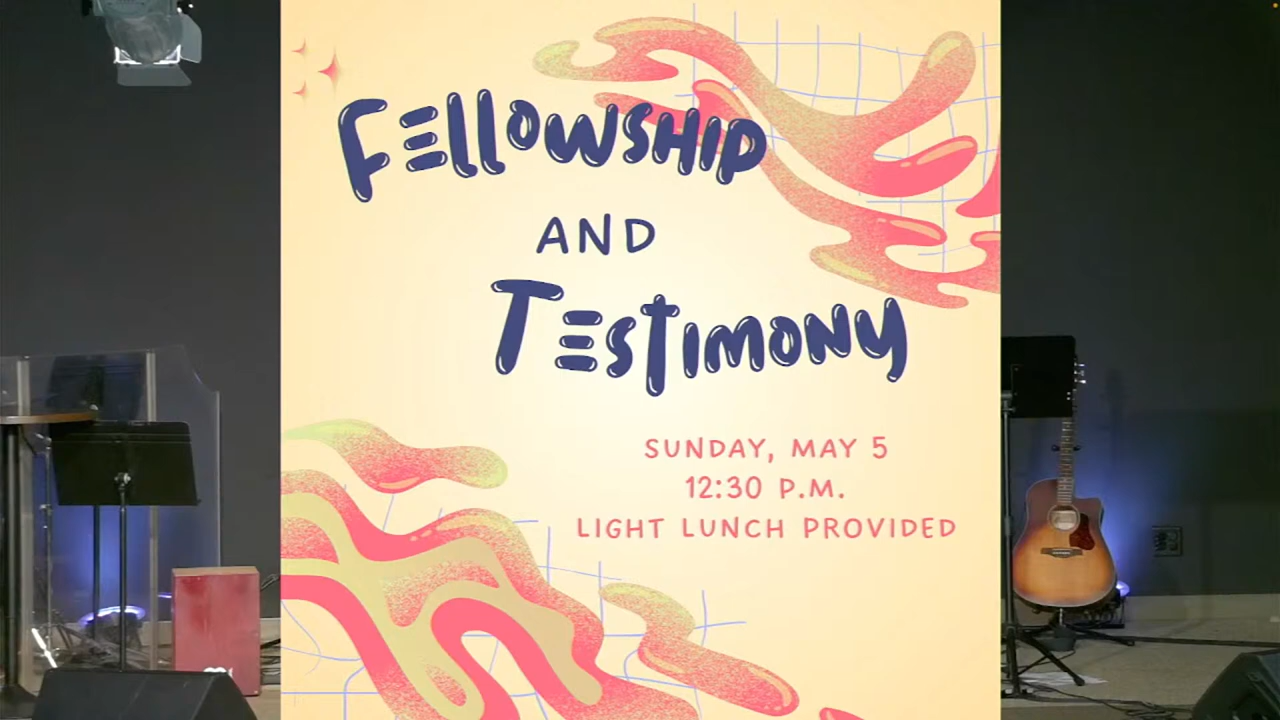 FELLOWSHIP
AND
TESTIMONY
SUNDAY, MAY 5
12:30 P.M.
LIGHT LUNCH PROVIDED